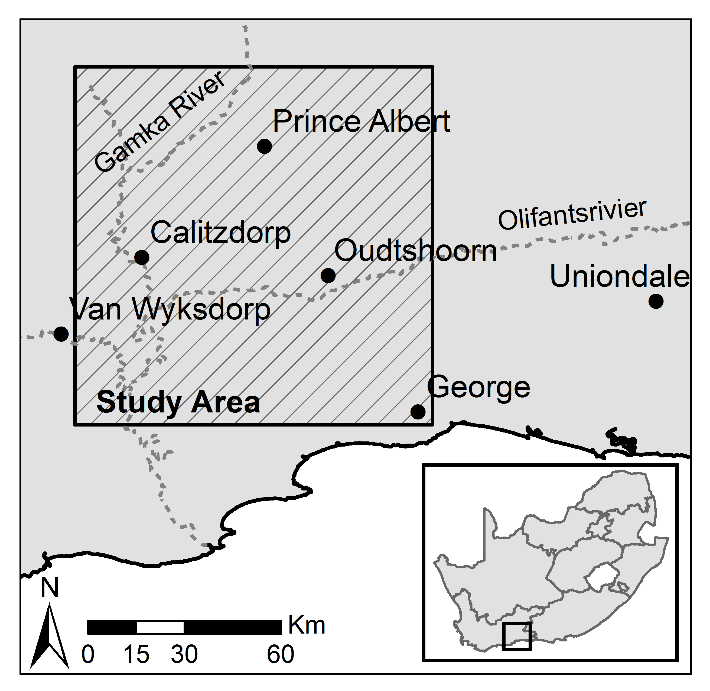 Gamka River
Prince Albert
Olifantsrivier
Calitzdorp
Oudtshoorn
Uniondale
Van Wyksdorp
George
Study Area
N
Km
0 15 30 60